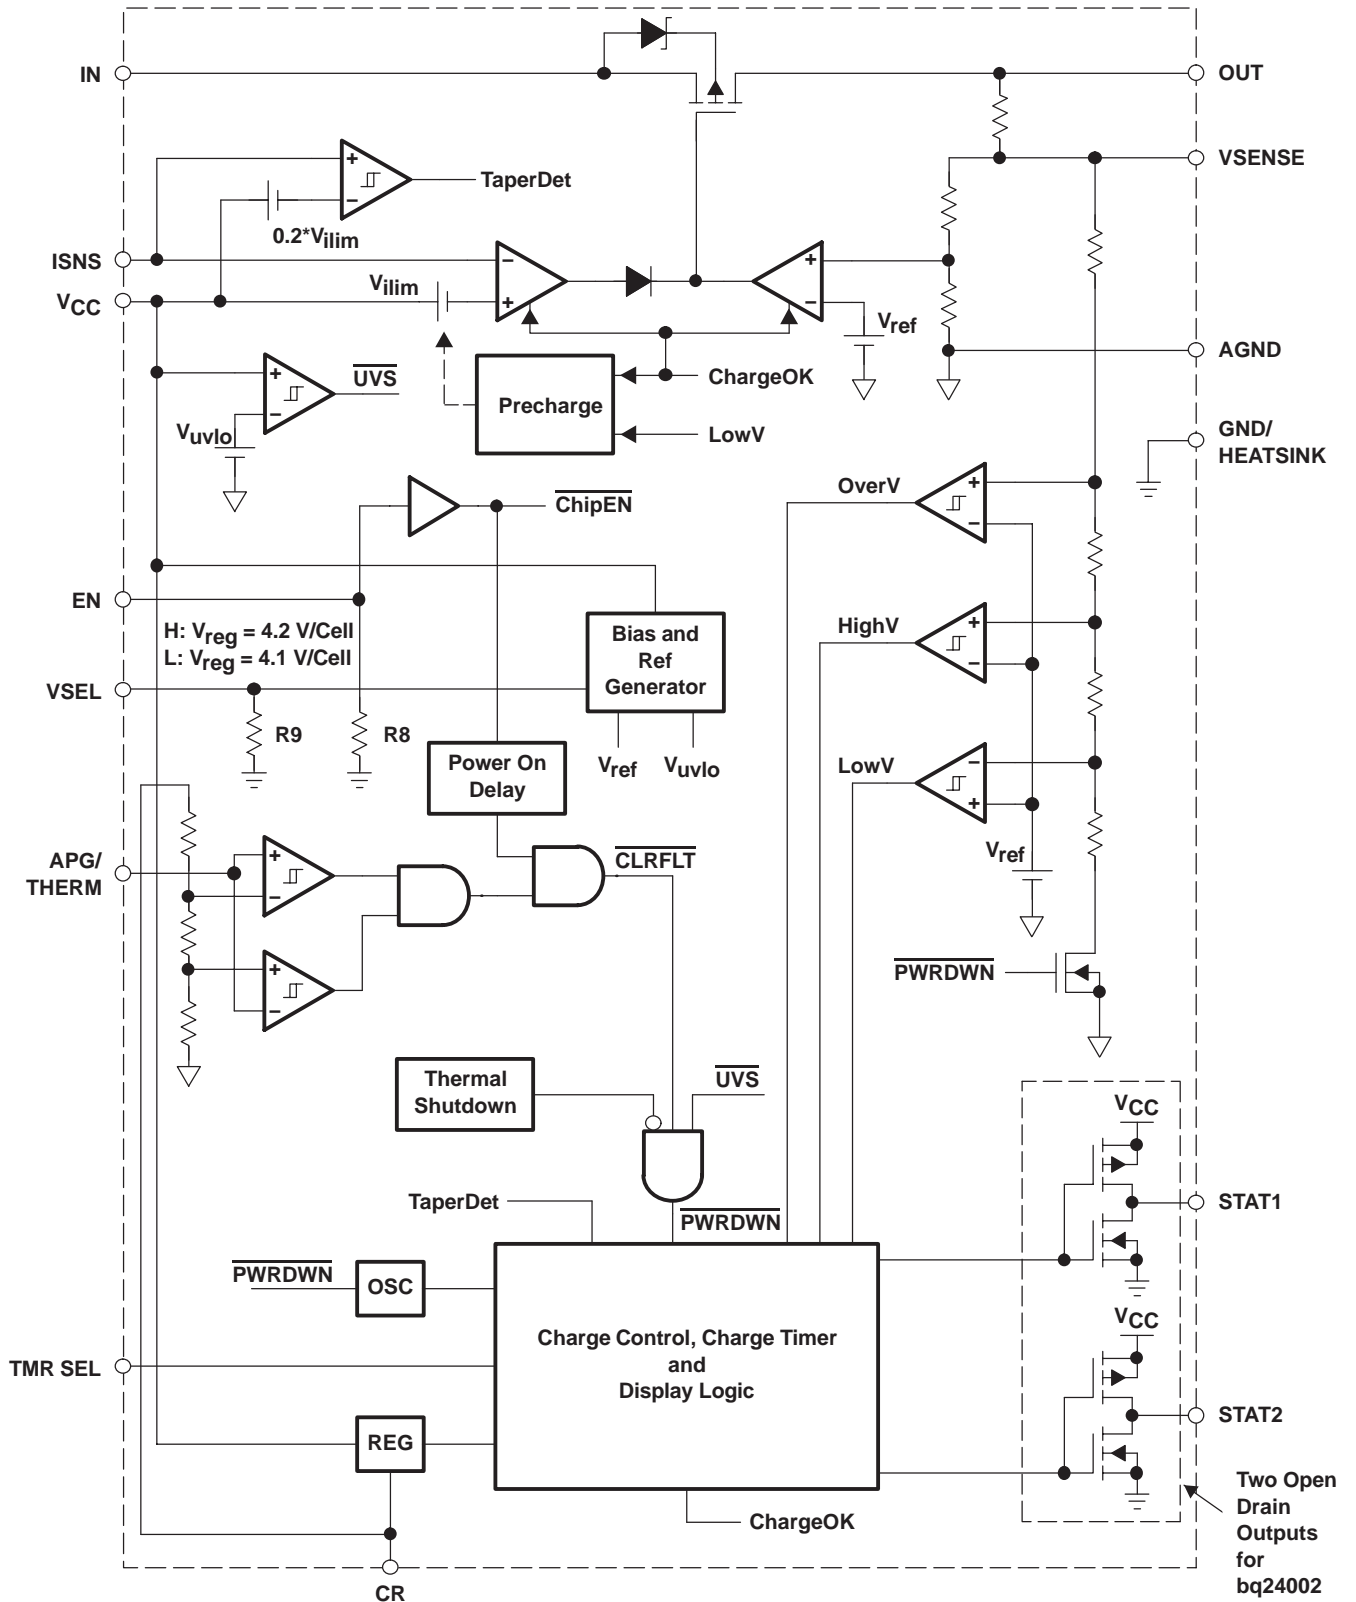 IN
OUT
VSENSE
+
−
TaperDet
0.2*Vilim
ISNS
VCC
Vilim
−
+
+
−
Vref
AGND
+
−
UVS
Vuvlo
Precharge
ChargeOK
LowV
GND/
HEATSINK
ChipEN
OverV
+
−
EN
H: Vreg = 4.2 V/Cell
L: Vreg = 4.1 V/Cell
Bias and
Ref
Generator
HighV
+
−
VSEL
R9
R8
Vref
Vuvlo
Power On
Delay
LowV
−
+
Vref
APG/
THERM
+
−
CLRFLT
+
−
PWRDWN
Thermal
Shutdown
UVS
VCC
TaperDet
PWRDWN
STAT1
PWRDWN
OSC
VCC
Charge Control, Charge Timer
and
Display Logic
TMR SEL
STAT2
REG
Two Open
Drain
Outputs
for
bq24002
ChargeOK
CR